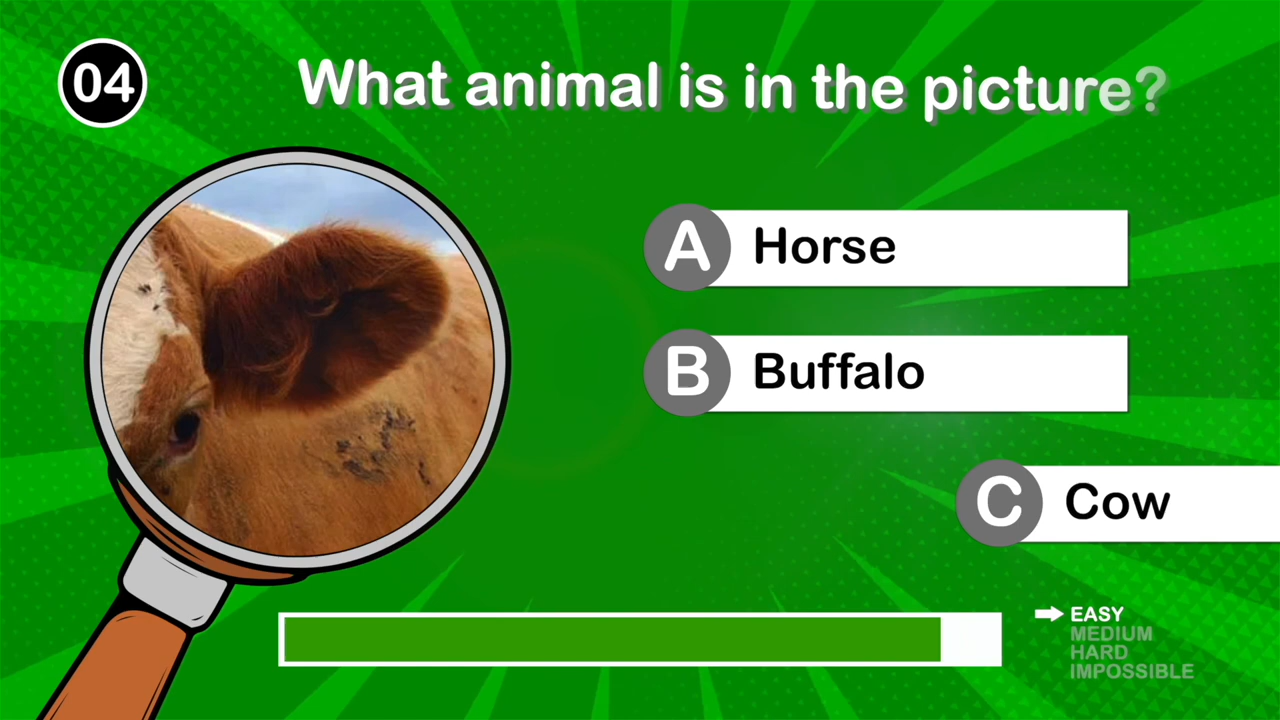 04
What animal is in the picture?
A Horse
B Buffalo
C Cow
EASY
MEDIUM
HARD
IMPOSSIBLE